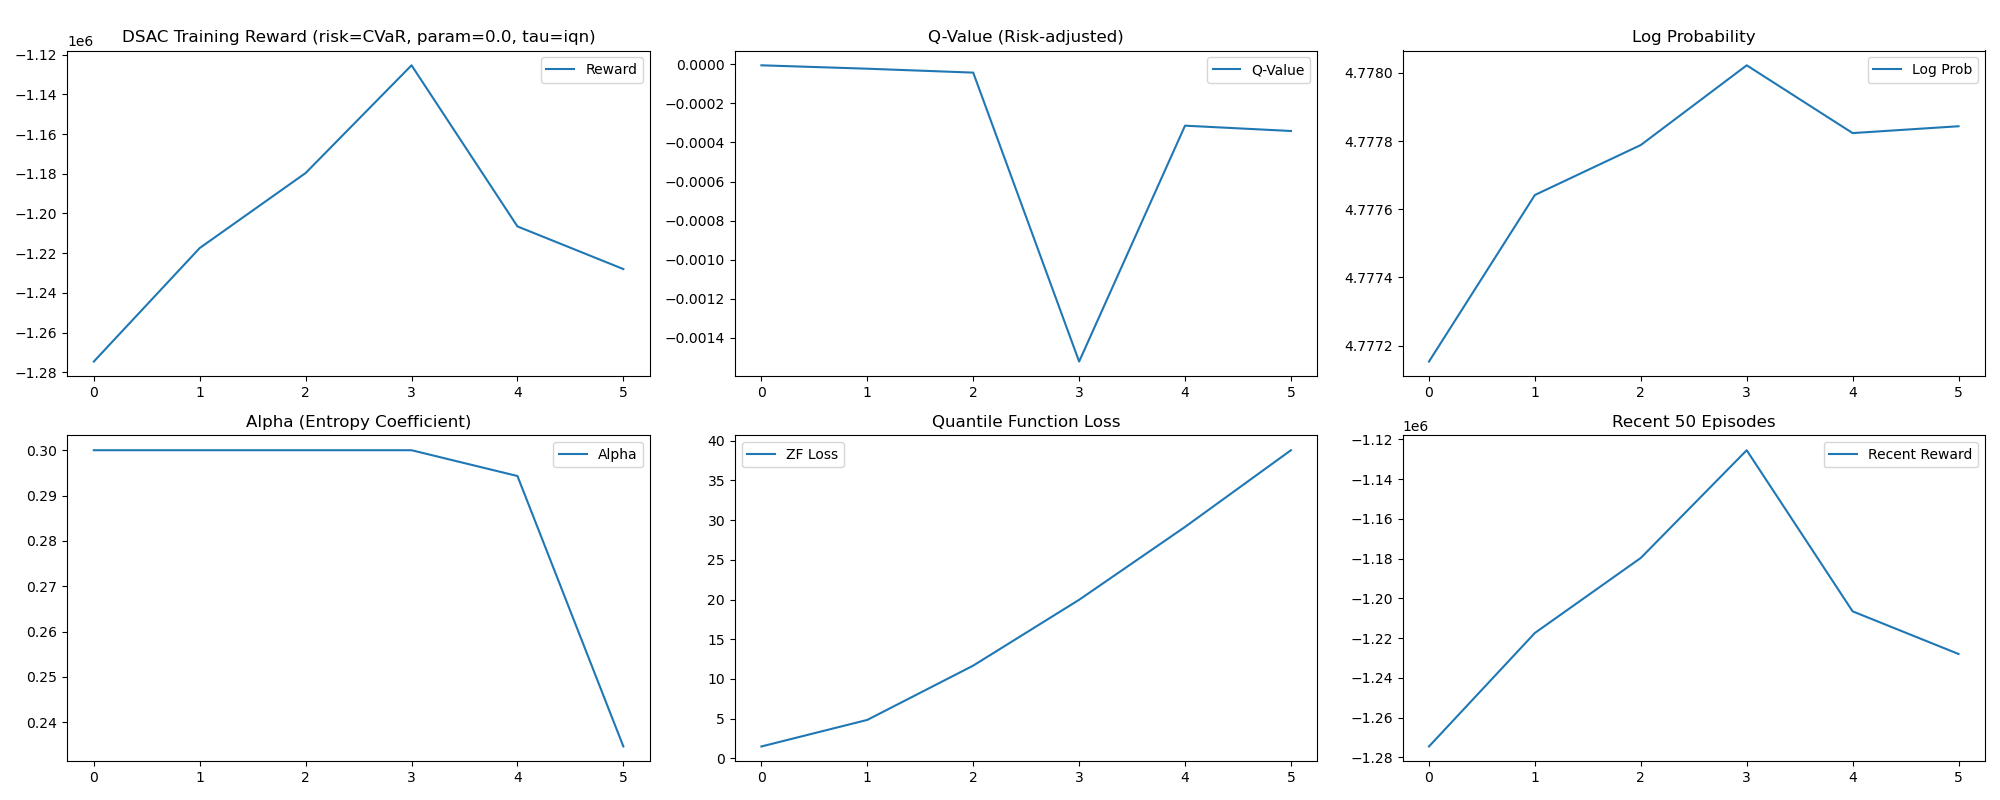 DSAC Training Reward (risk=CVaR, param=0.0, tau=iqn)
1e6
−1.12
−1.14
−1.16
−1.18
−1.20
−1.22
−1.24
−1.26
−1.28
0 1 2 3 4 5
Reward
Q-Value (Risk-adjusted)
0.0000
−0.0002
−0.0004
−0.0006
−0.0008
−0.0010
−0.0012
−0.0014
0 1 2 3 4 5
Q-Value
Log Probability
4.7780
4.7778
4.7776
4.7774
4.7772
0 1 2 3 4 5
Log Prob
Alpha (Entropy Coefficient)
0.30
0.29
0.28
0.27
0.26
0.25
0.24
0 1 2 3 4 5
Alpha
Quantile Function Loss
40
35
30
25
20
15
10
5
0
0 1 2 3 4 5
ZF Loss
Recent 50 Episodes
1e6
−1.12
−1.14
−1.16
−1.18
−1.20
−1.22
−1.24
−1.26
−1.28
0 1 2 3 4 5
Recent Reward